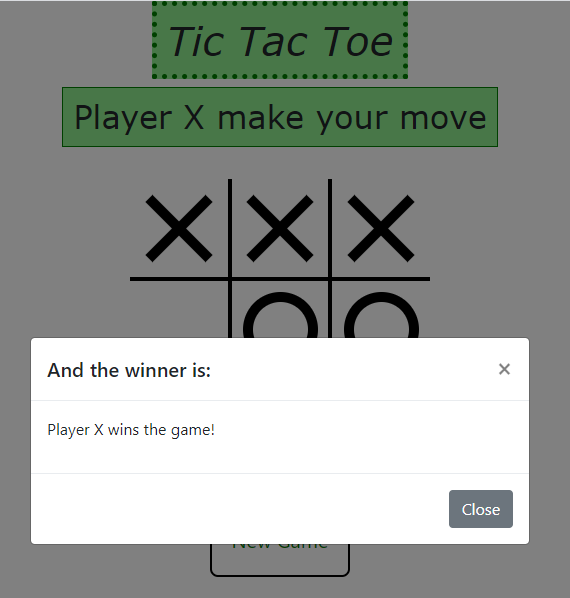 Tic Tac Toe
Player X make your move
And the winner is:
×
Player X wins the game!
Close
New Game